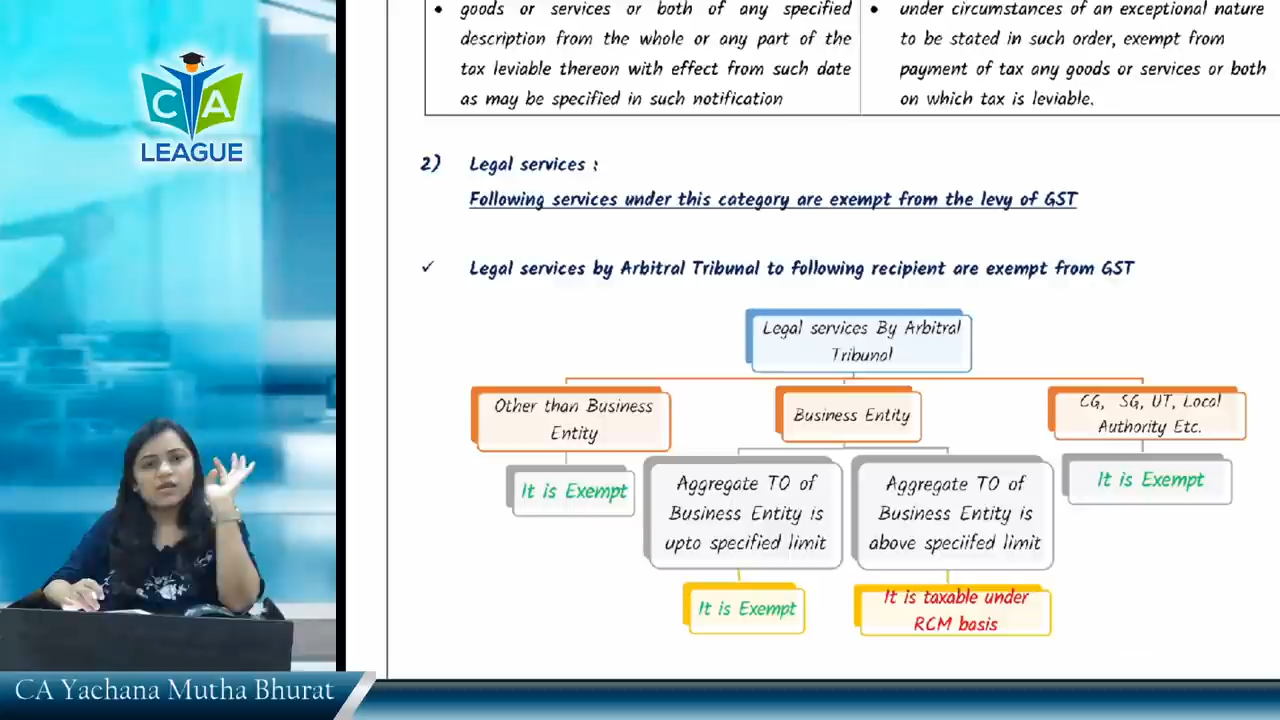 goods or services or both of any specified
description from the whole or any part of the
tax leviable thereon with effect from such date
as may be specified in such notification
under circumstances of an exceptional nature
to be stated in such order, exempt from
payment of tax any goods or services or both
on which tax is leviable.
CA
LEAGUE
2) Legal services :
Following services under this category are exempt from the levy of GST
✓ Legal services by Arbitral Tribunal to following recipient are exempt from GST
Legal services By Arbitral
Tribunal
Other than Business
Entity
Business Entity
CG, SG, UT, Local
Authority Etc.
It is Exempt
Aggregate TO of
Business Entity is
upto specified limit
Aggregate TO of
Business Entity is
above speciifed limit
It is Exempt
It is Exempt
It is taxable under
RCM basis
CA Yachana Mutha Bhurat